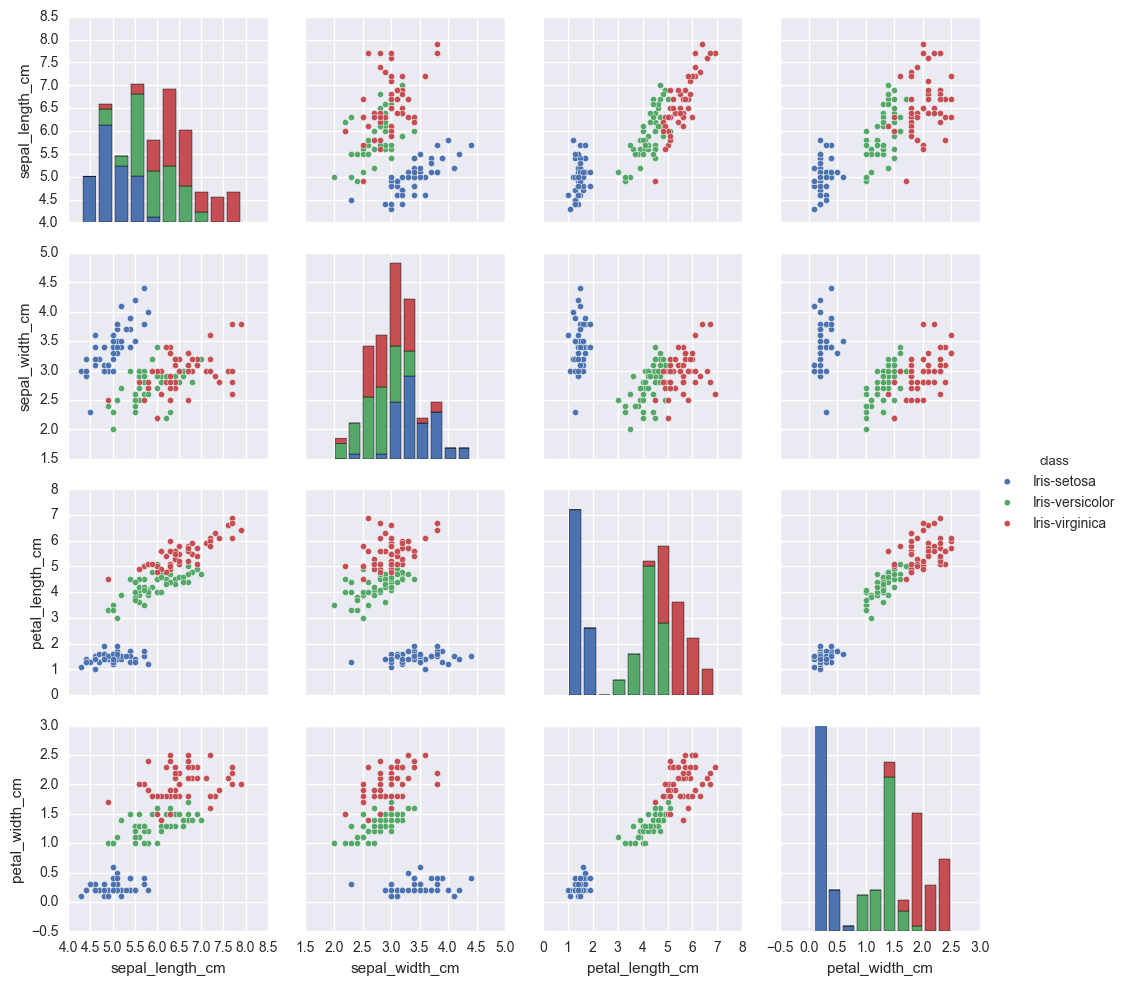 8.5
8.0
7.5
7.0
6.5
6.0
5.5
5.0
4.5
4.0
sepal_length_cm
5.0
4.5
4.0
3.5
3.0
2.5
2.0
1.5
sepal_width_cm
class
Iris-setosa
Iris-versicolor
Iris-virginica
8
7
6
5
4
3
2
1
0
petal_length_cm
3.0
2.5
2.0
1.5
1.0
0.5
0.0
−0.5
petal_width_cm
4.0 4.5 5.0 5.5 6.0 6.5 7.0 7.5 8.0 8.5
sepal_length_cm
1.5 2.0 2.5 3.0 3.5 4.0 4.5 5.0
sepal_width_cm
0 1 2 3 4 5 6 7 8
petal_length_cm
−0.5 0.0 0.5 1.0 1.5 2.0 2.5 3.0
petal_width_cm